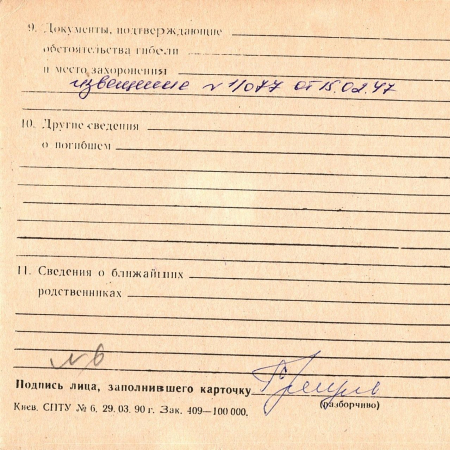 9. Документы, подтверждающие
обстоятельства гибели
и место захоронения
извещение № 1/077 от 15.02.47
10. Другие сведения
о погибшем
11. Сведения о ближайших
родственниках
№ 6
Подпись лица, заполнившего карточку
(разборчиво)
Киев. СПТУ № 6, 29. 03. 90 г. Зак. 409—100 000.